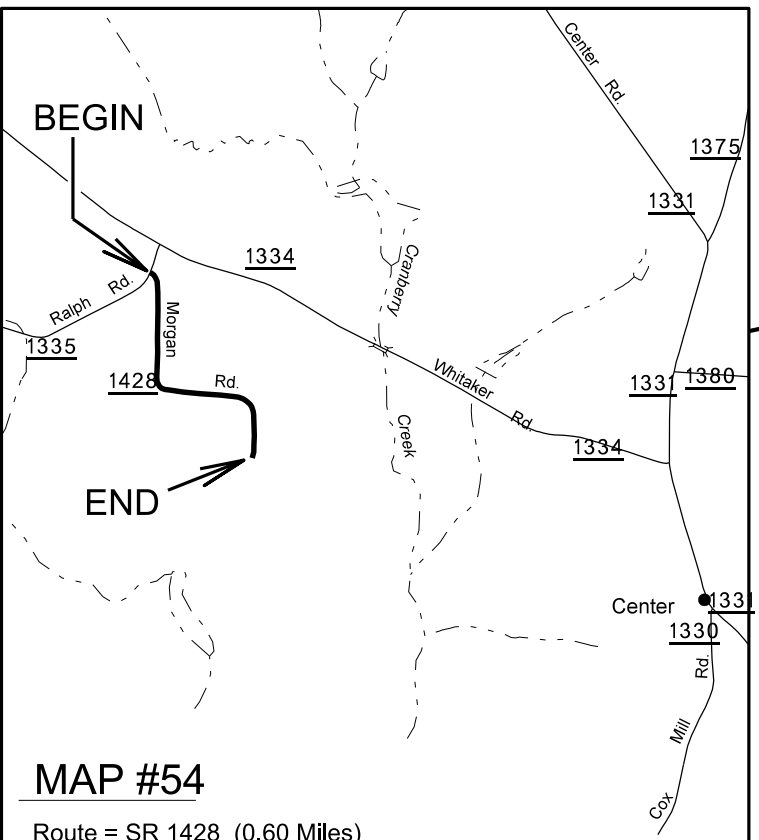 Center Rd.
BEGIN
1375
1331
1334
Cranberry
Ralph Rd.
Morgan
1335
Whitaker Rd.
1428
Rd.
1331
1380
Creek
1334
END
Center
1331
1330
Cox Mill Rd.
MAP #54
Route = SR 1428 (0.60 Miles)